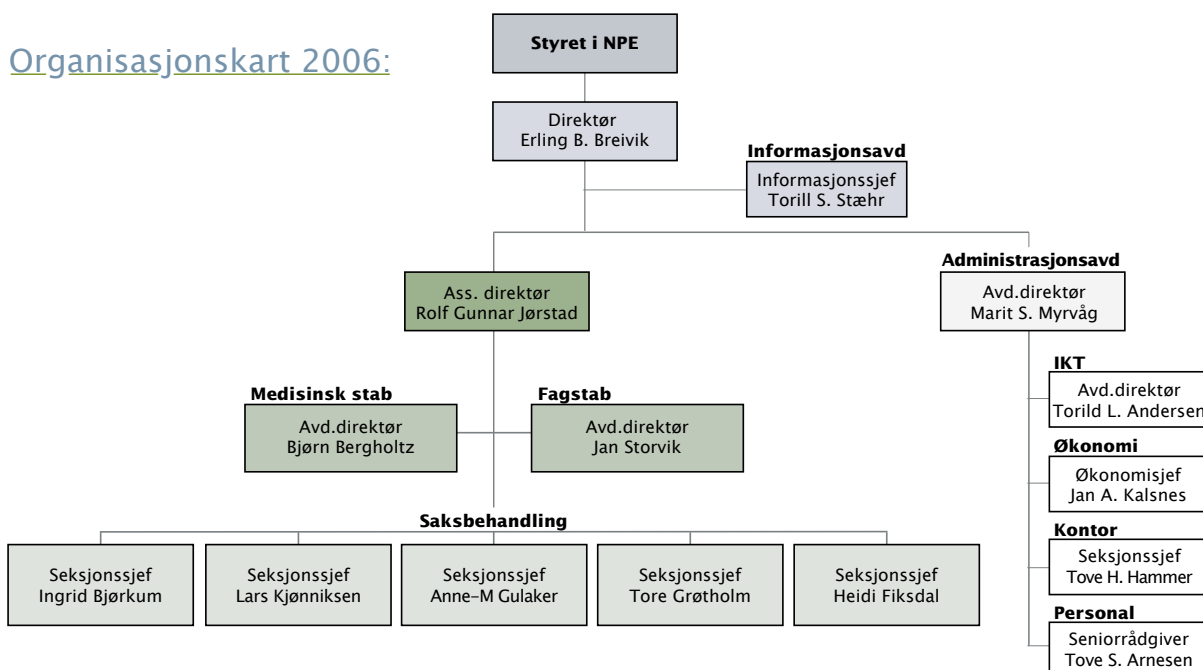 Organisasjonskart 2006:
Styret i NPE
Direktør
Erling B. Breivik
Informasjonsavd
Informasjonssjef
Torill S. Stæhr
Ass. direktør
Rolf Gunnar Jørstad
Administrasjonsavd
Avd.direktør
Marit S. Myrvåg
Medisinsk stab
Avd.direktør
Bjørn Bergholtz
Fagstab
Avd.direktør
Jan Storvik
IKT
Avd.direktør
Torild L. Andersen
Økonomi
Økonomisjef
Jan A. Kalsnes
Kontor
Seksjonssjef
Tove H. Hammer
Personal
Seniorrådgiver
Tove S. Arnesen
Saksbehandling
Seksjonssjef
Ingrid Bjørkum
Seksjonssjef
Lars Kjønniksen
Seksjonssjef
Anne-M Gulaker
Seksjonssjef
Tore Grøtholm
Seksjonssjef
Heidi Fiksdal